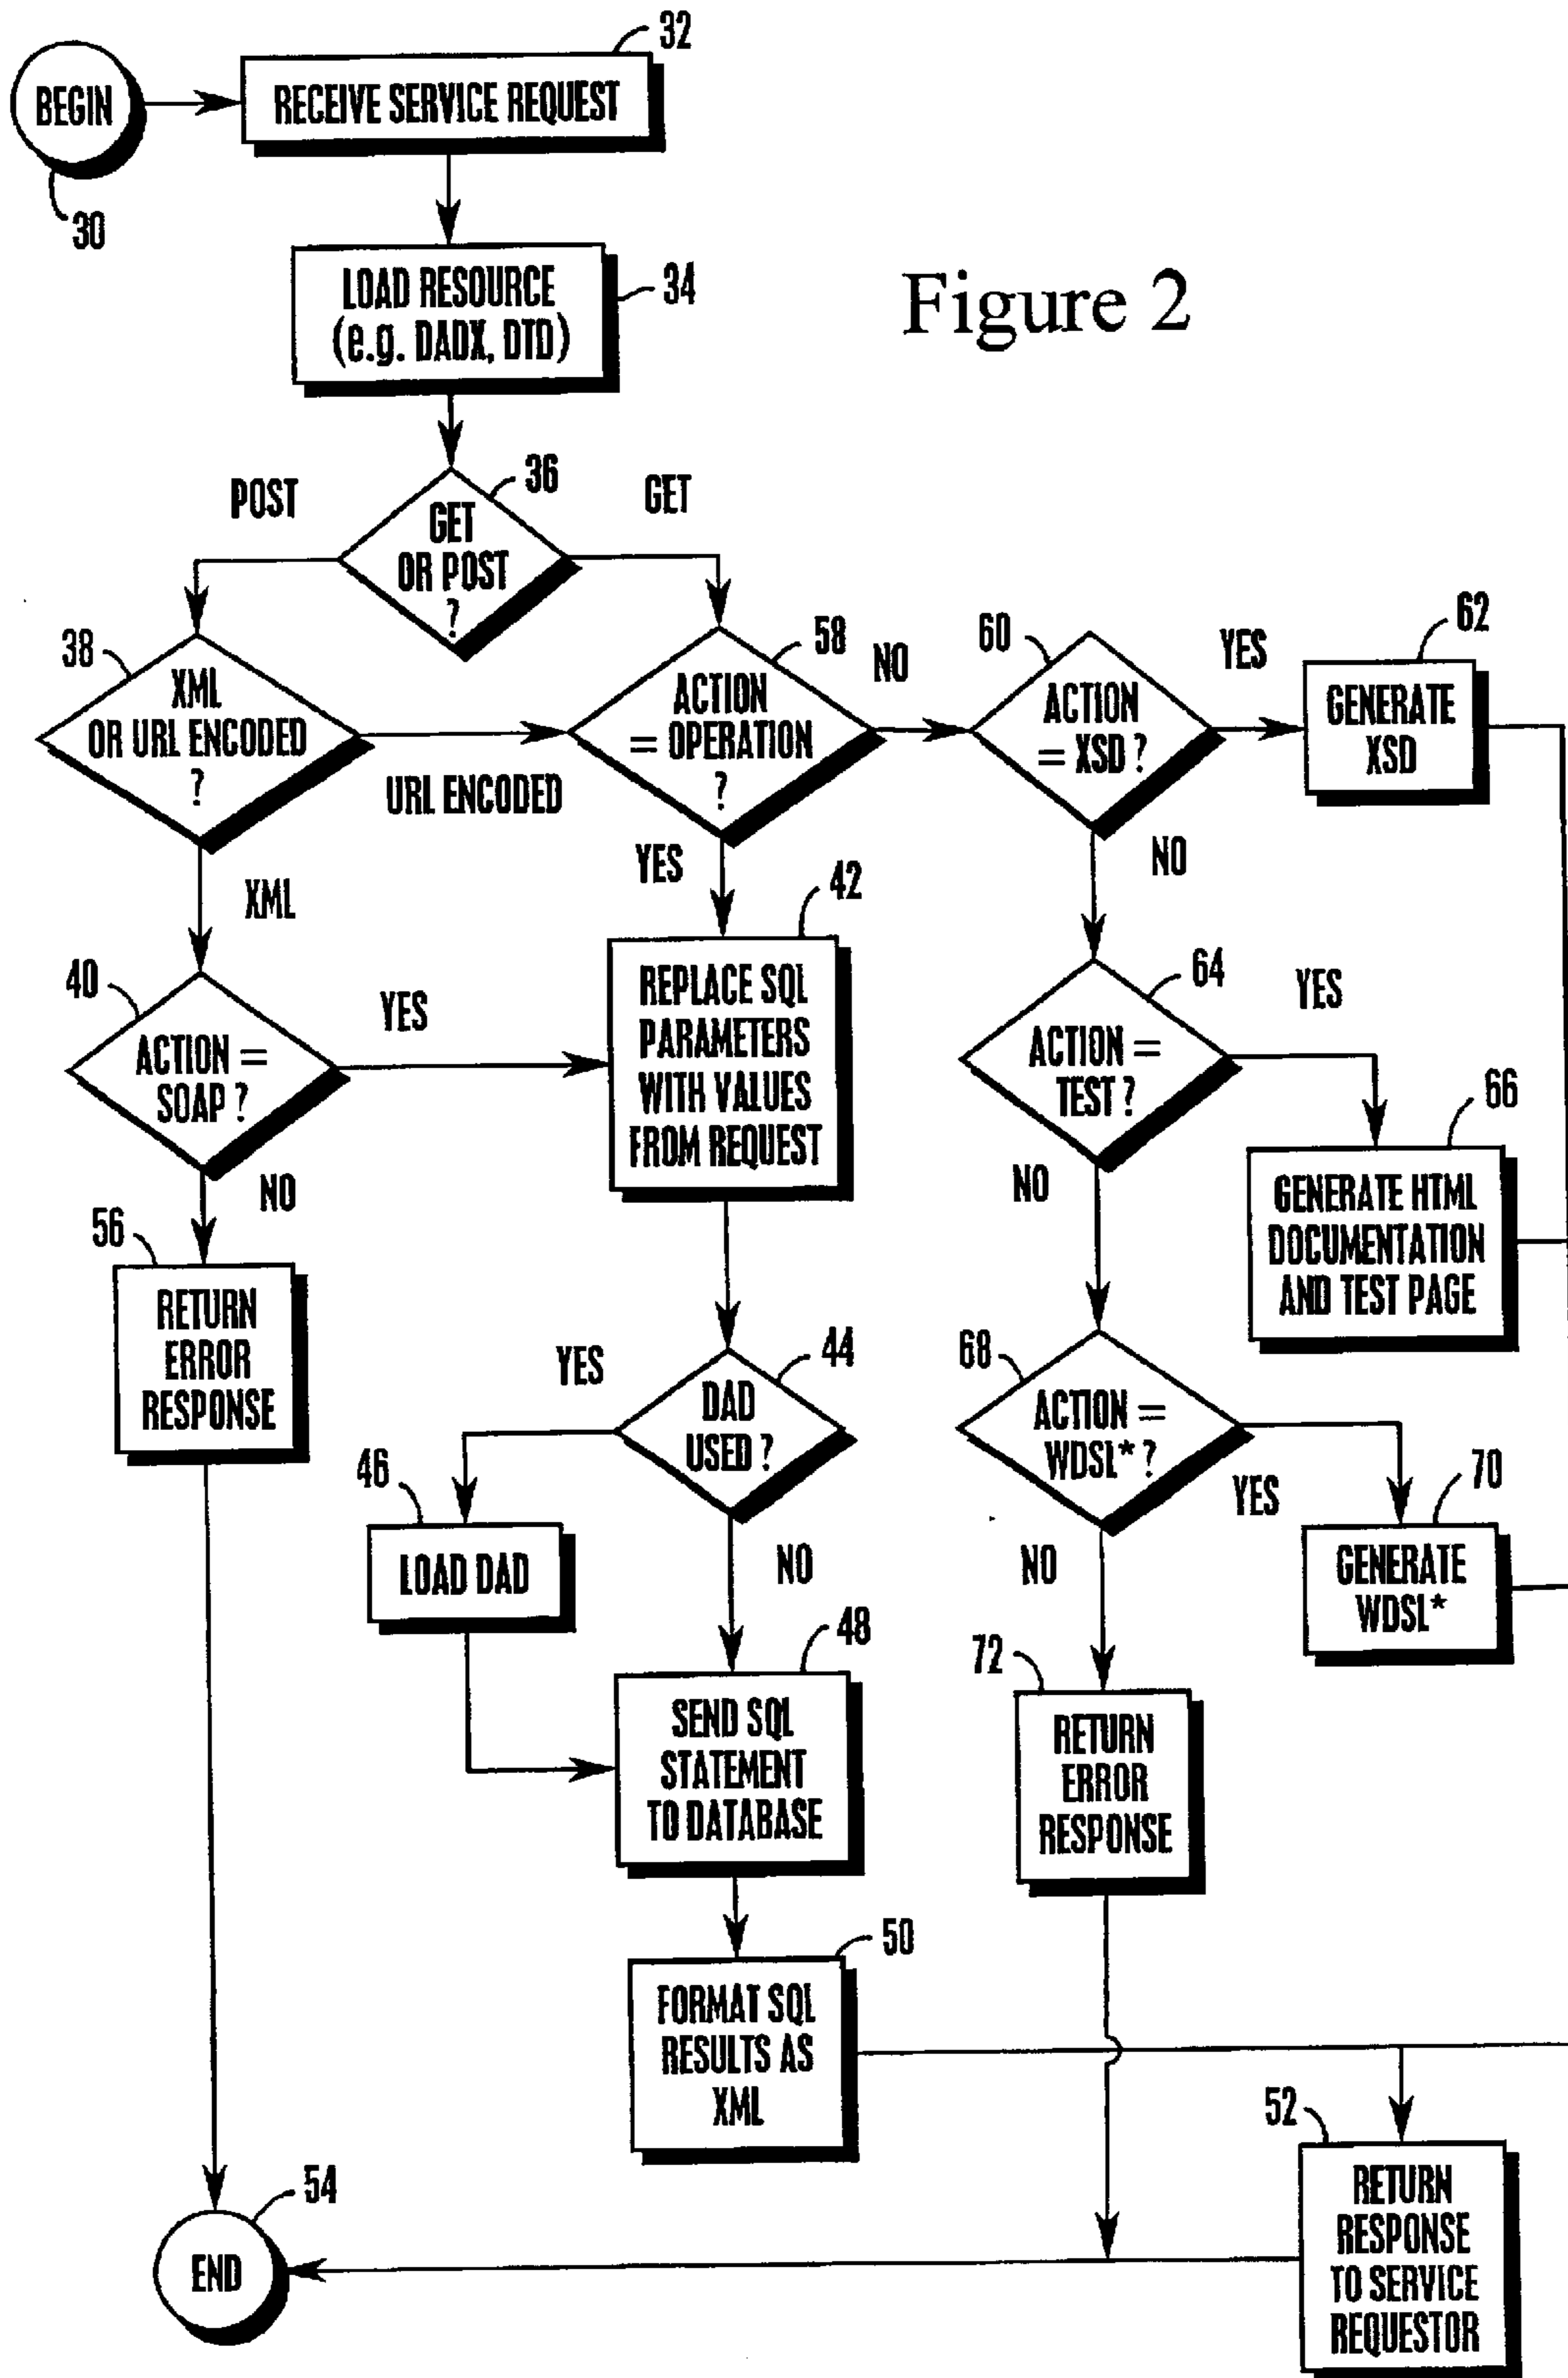 32
BEGIN
RECEIVE SERVICE REQUEST
30
LOAD RESOURCE
(e.g. DADX, DTD)
34
Figure 2
36
POST
GET
GET
OR POST
?
38
XML
OR URL ENCODED
?
URL ENCODED
58
ACTION
= OPERATION
?
NO
60
ACTION
= XSD ?
YES
62
GENERATE
XSD
XML
YES
NO
40
ACTION =
SOAP ?
YES
42
REPLACE SQL
PARAMETERS
WITH VALUES
FROM REQUEST
64
ACTION =
TEST ?
YES
NO
NO
66
GENERATE HTML
DOCUMENTATION
AND TEST PAGE
56
RETURN
ERROR
RESPONSE
YES
44
DAD
USED ?
68
ACTION =
WDSL* ?
YES
70
GENERATE
WDSL*
46
LOAD DAD
NO
NO
48
SEND SQL
STATEMENT
TO DATABASE
72
RETURN
ERROR
RESPONSE
50
FORMAT SQL
RESULTS AS
XML
52
RETURN
RESPONSE
TO SERVICE
REQUESTOR
54
END